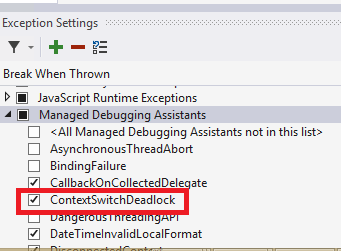 Exception Settings
Break When Thrown
JavaScript Runtime Exceptions
Managed Debugging Assistants
<All Managed Debugging Assistants not in this list>
AsynchronousThreadAbort
BindingFailure
CallbackOnCollectedDelegate
ContextSwitchDeadlock
DangerousThreadingAPI
DateTimeInvalidLocalFormat
DisconnectedContext